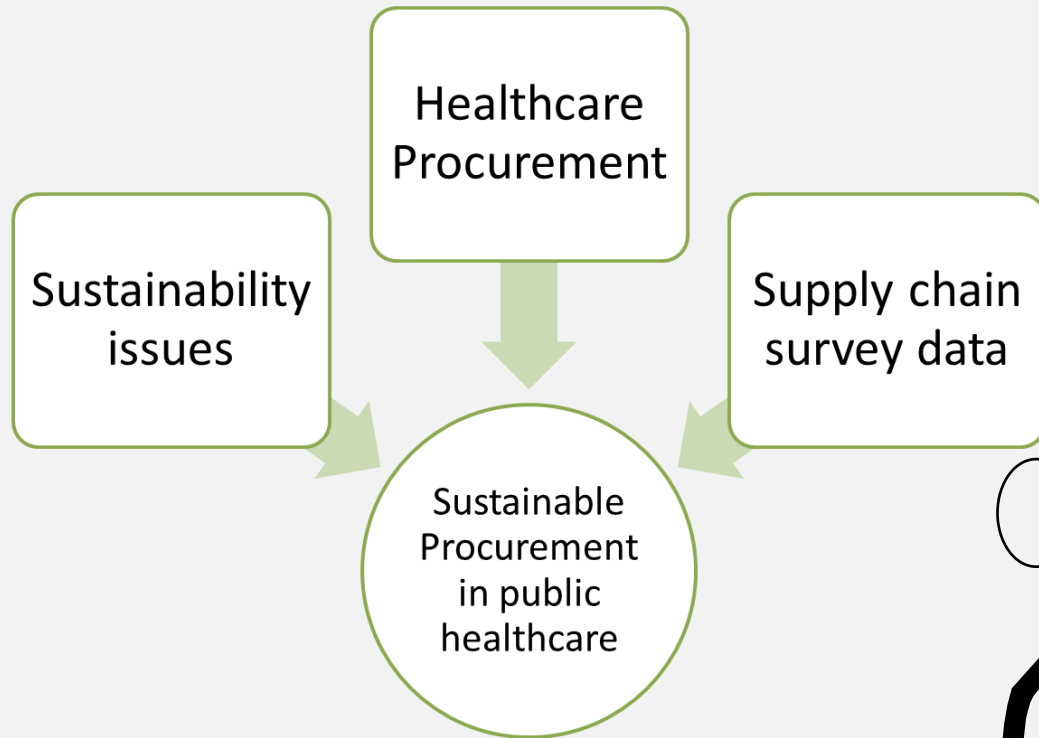 Healthcare
Procurement
Sustainability
issues
Supply chain
survey data
Sustainable
Procurement
in public
healthcare